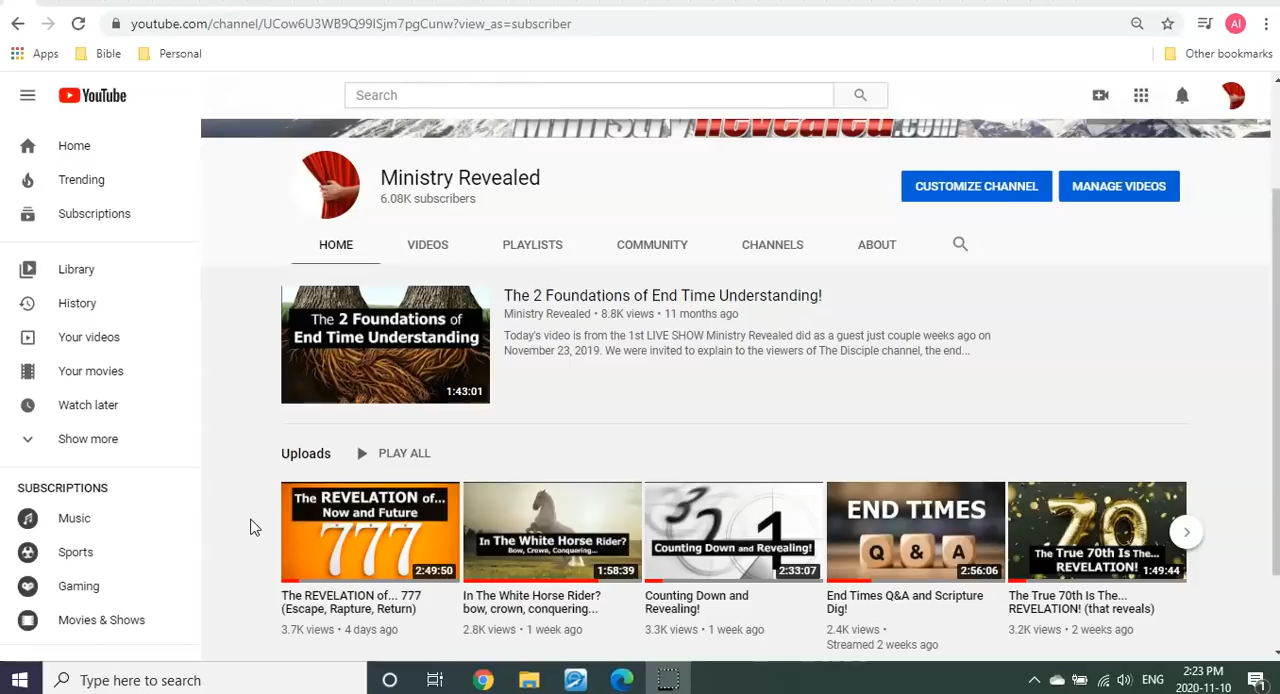 youtube.com/channel/UCow6U3WB9Q99ISjm7pgCunw?view_as=subscriber
AI
Apps Bible Personal Other bookmarks
YouTube
Search
MinistryRevealed.com
Home
Trending
Subscriptions
Library
History
Your videos
Your movies
Watch later
Show more
SUBSCRIPTIONS
Music
Sports
Gaming
Movies & Shows
Ministry Revealed
6.08K subscribers
CUSTOMIZE CHANNEL MANAGE VIDEOS
HOME VIDEOS PLAYLISTS COMMUNITY CHANNELS ABOUT
The 2 Foundations of
End Time Understanding
1:43:01
The 2 Foundations of End Time Understanding!
Ministry Revealed • 8.8K views • 11 months ago
Today's video is from the 1st LIVE SHOW Ministry Revealed did as a guest just couple weeks ago on
November 23, 2019. We were invited to explain to the viewers of The Disciple channel, the end...
Uploads PLAY ALL
The REVELATION of...
Now and Future
777
2:49:50
The REVELATION of... 777
(Escape, Rapture, Return)
3.7K views • 4 days ago
In The White Horse Rider?
Bow, Crown, Conquering...
1:58:39
In The White Horse Rider?
bow, crown, conquering...
2.8K views • 1 week ago
3 2 1
Counting Down and Revealing!
2:33:07
Counting Down and
Revealing!
3.3K views • 1 week ago
END TIMES
Q & A
2:56:06
End Times Q&A and Scripture
Dig!
2.4K views •
Streamed 2 weeks ago
70
The True 70th Is The...
REVELATION!
1:49:44
The True 70th Is The...
REVELATION! (that reveals)
3.2K views • 2 weeks ago
Type here to search
ENG
2:23 PM
2020-11-10
1